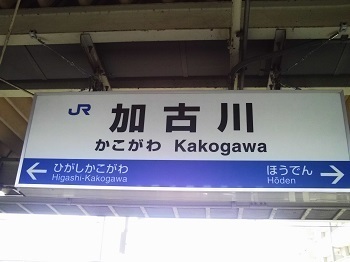 JR 加古川
かこがわ Kakogawa
← ひがしかこがわ ほうでん →
Higashi-Kakogawa Hōden